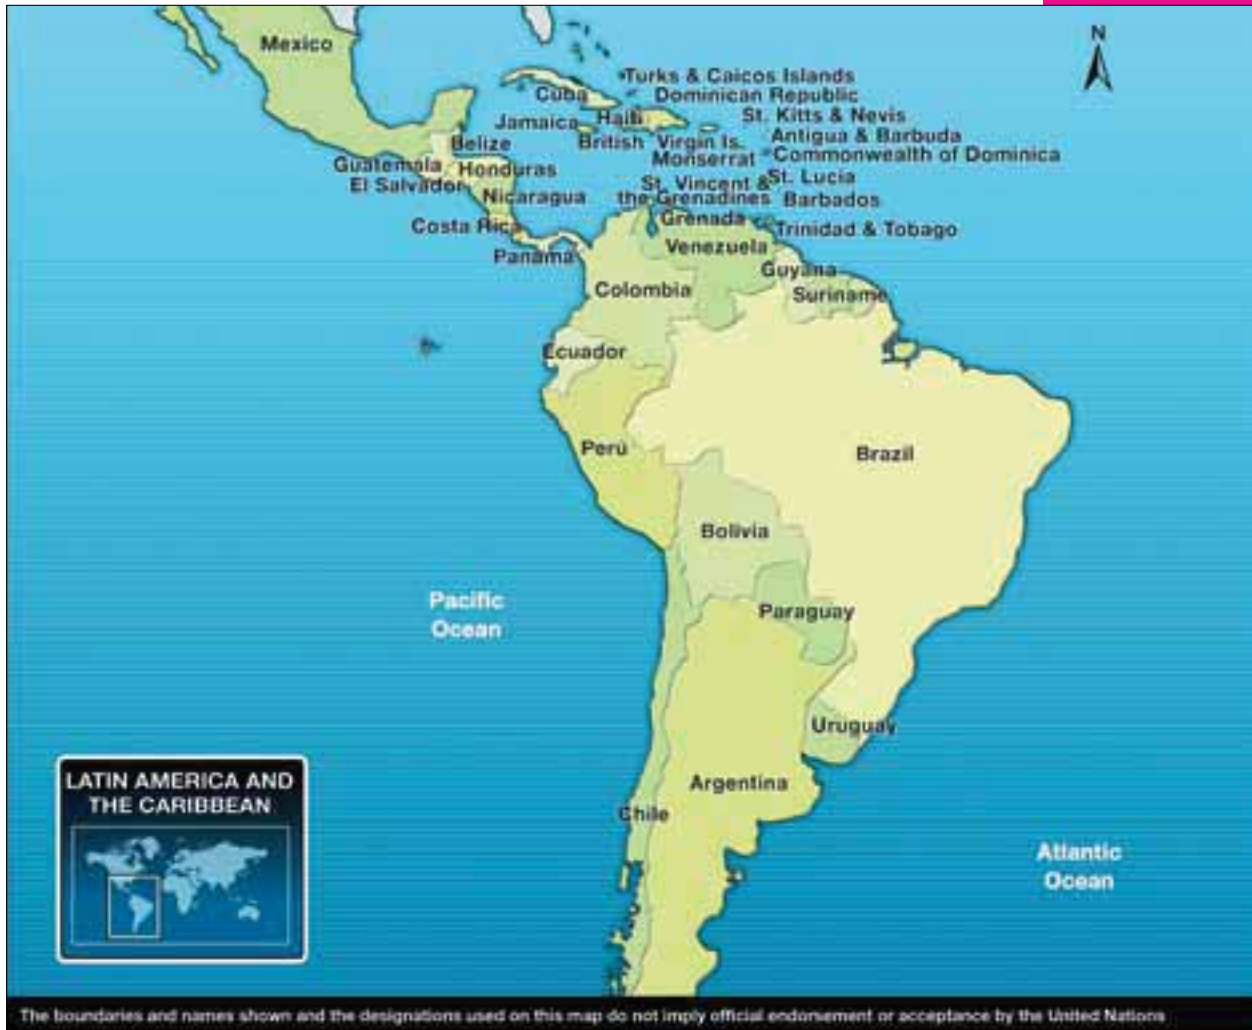 N
Mexico
Turks & Caicos Islands
Cuba
Dominican Republic
Jamaica
Haiti
St. Kitts & Nevis
Antigua & Barbuda
British Virgin Is.
Belize
Monserrat
Commonwealth of Dominica
Guatemala
Honduras
El Salvador
St. Vincent &
the Grenadines
St. Lucia
Nicaragua
Barbados
Costa Rica
Grenada
Trinidad & Tobago
Panama
Venezuela
Guyana
Colombia
Suriname
Ecuador
Perú
Brazil
Bolivia
Pacific
Ocean
Paraguay
Uruguay
Argentina
Chile
LATIN AMERICA AND
THE CARIBBEAN
Atlantic
Ocean
The boundaries and names shown and the designations used on this map do not imply official endorsement or acceptance by the United Nations